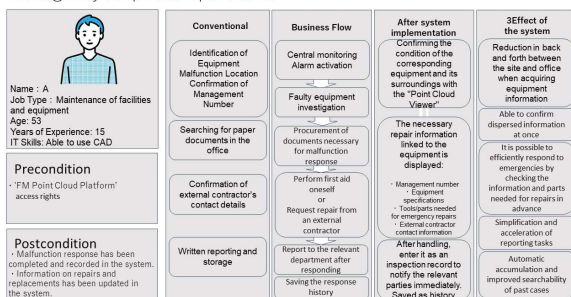 Name：A
Job Type：Maintenance of facilities
and equipment
Age: 53
Years of Experience: 15
IT Skills: Able to use CAD
Precondition
・'FM Point Cloud Platform'
access rights
Postcondition
・Malfunction response has been
completed and recorded in the system.
・Information on repairs and
replacements has been updated in
the system.
Conventional
Identification of
Equipment
Malfunction Location
Confirmation of
Management
Number
Searching for paper
documents in the
office
Confirmation of
external contractor's
contact details
Written reporting and
storage
Business Flow
Central monitoring
Alarm activation
Faulty equipment
investigation
Procurement of
documents necessary
for malfunction
response
Perform first aid
oneself
or
Request repair from
an external
contractor
Report to the relevant
department after
responding
Saving the response
history
After system
implementation
Confirming the
condition of the
corresponding
equipment and its
surroundings with
the "Point Cloud
Viewer"
The necessary
repair information
linked to the
equipment is
displayed:
・Management number
・Equipment
specifications
・Tools/parts needed
for emergency repairs
・External contractor
contact information
After handling,
enter it as an
inspection record to
notify the relevant
parties immediately.
Saved as history
3Effect of
the system
Reduction in back
and forth between
the site and office
when acquiring
equipment
information
Able to confirm
dispersed information
at once
It is possible to
efficiently respond to
emergencies by
checking the
information and parts
needed for repairs in
advance
Simplification and
acceleration of
reporting tasks
Automatic
accumulation and
improved searchability
of past cases